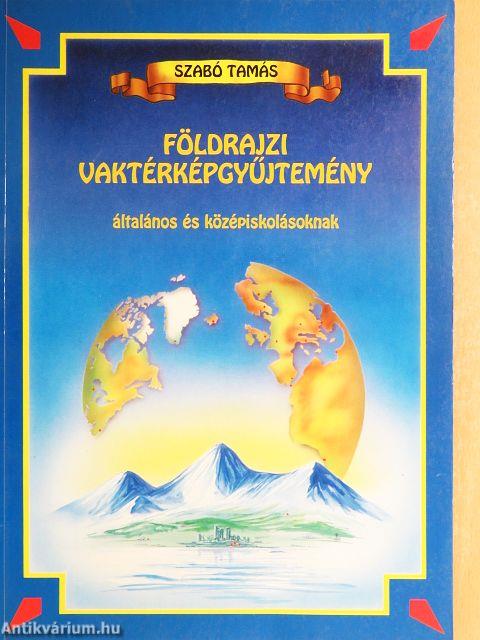 SZABÓ TAMÁS
FÖLDRAJZI
VAKTÉRKÉPGYŰJTEMÉNY
általános és középiskolásoknak
Antikvárium.hu